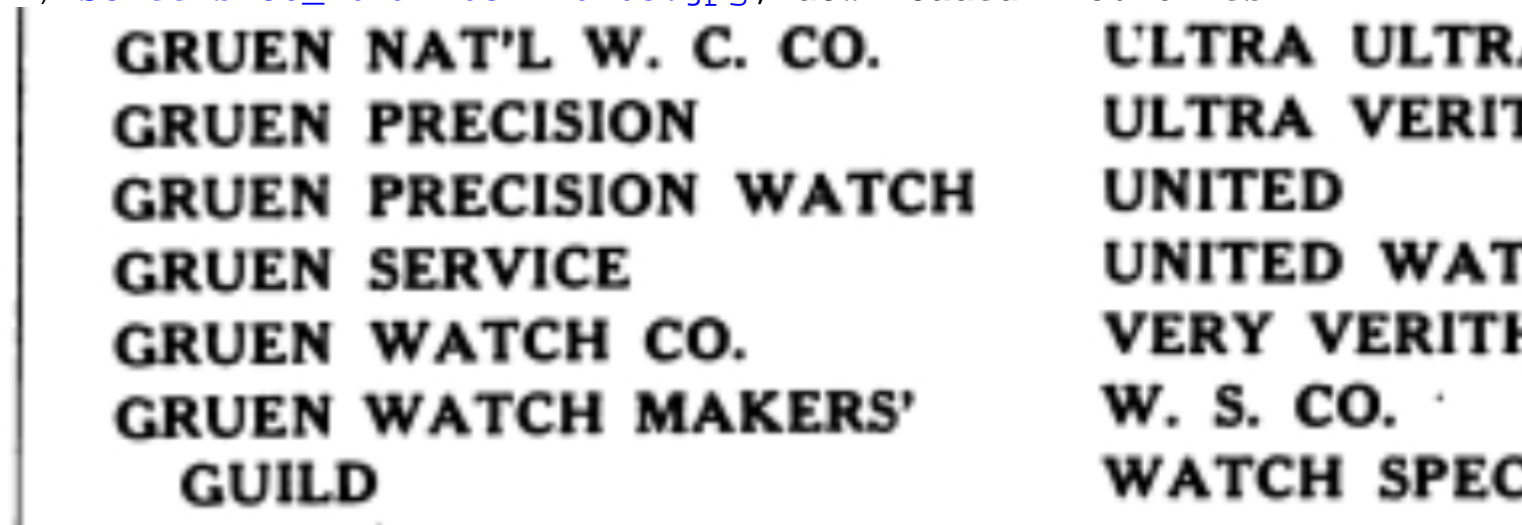 GRUEN NAT'L W. C. CO.
GRUEN PRECISION
GRUEN PRECISION WATCH
GRUEN SERVICE
GRUEN WATCH CO.
GRUEN WATCH MAKERS'
GUILD
ULTRA
UNITED
ULTRA
UNITED
VERY
W. S. CO.
WATCH